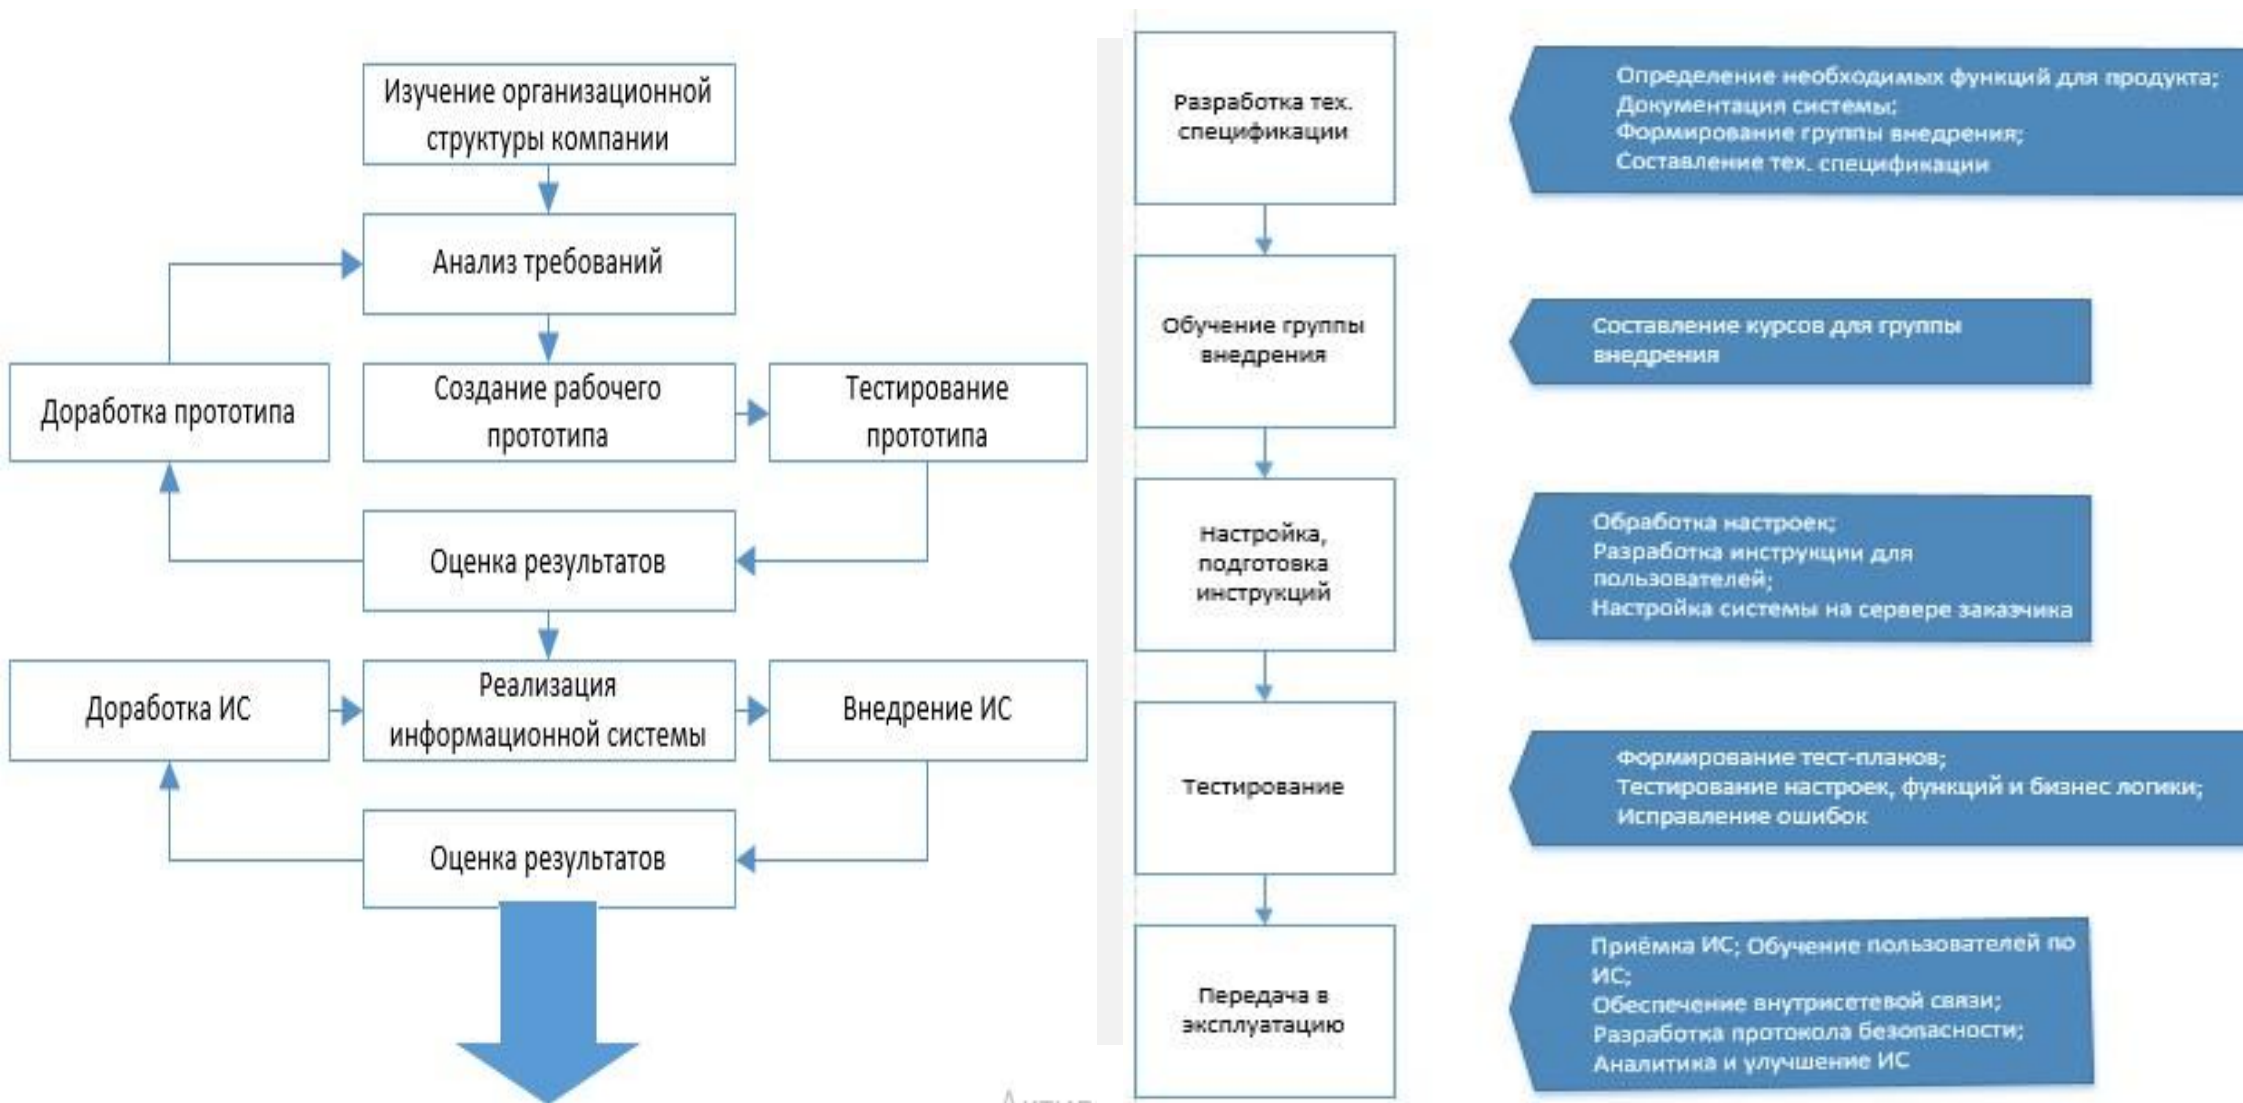 Изучение организационной
структуры компании
Анализ требований
Доработка прототипа
Создание рабочего
прототипа
Тестирование
прототипа
Оценка результатов
Доработка ИС
Реализация
информационной системы
Внедрение ИС
Оценка результатов
Разработка тех.
спецификации
Определение необходимых функций для продукта;
Документация системы;
Формирование группы внедрения;
Составление тех. спецификации
Обучение группы
внедрения
Составление курсов для группы
внедрения
Настройка,
подготовка
инструкций
Обработка настроек;
Разработка инструкции для
пользователей;
Настройка системы на сервере заказчика
Тестирование
Формирование тест-планов;
Тестирование настроек, функций и бизнес логики;
Исправление ошибок
Передача в
эксплуатацию
Приёмка ИС; Обучение пользователей по
ИС;
Обеспечение внутрисетевой связи;
Разработка протокола безопасности;
Аналитика и улучшение ИС